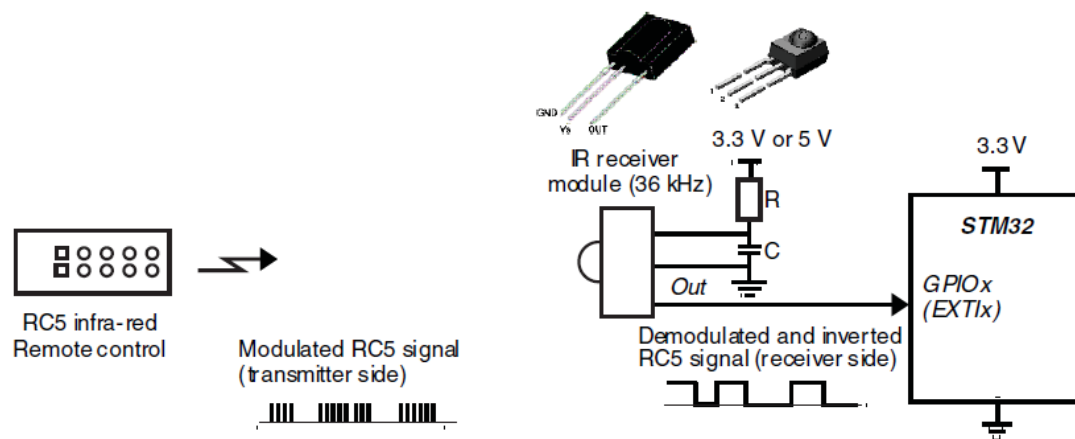 GND
Vs
OUT
1
2
3
IR receiver
module (36 kHz)
3.3 V or 5 V
R
C
3.3 V
STM32
GPIOx
(EXTIx)
Out
RC5 infra-red
Remote control
Modulated RC5 signal
(transmitter side)
Demodulated and inverted
RC5 signal (receiver side)